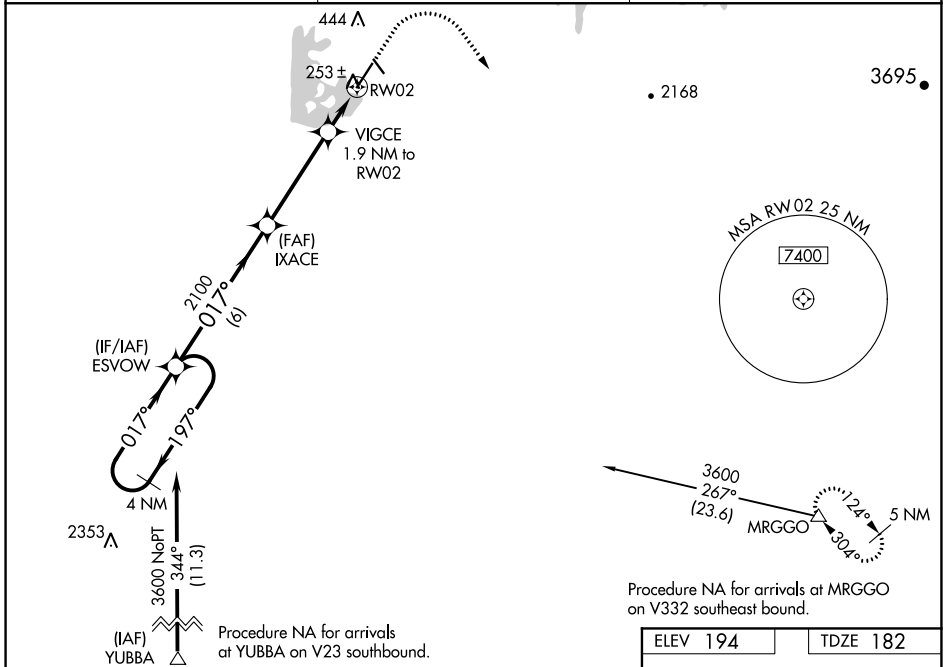 444
253 ±
RW02
2168
3695
VIGCE
1.9 NM to
RW02
MSA RW02 25 NM
7400
(FAF)
IXACE
2100
017°
(6)
(IF/IAF)
ESVOW
017°
197°
4 NM
2353
3600 NoPT
344°
(11.3)
(IAF)
YUBBA
Procedure NA for arrivals
at YUBBA on V23 southbound.
3600
267°
(23.6)
MRGGO
124°
304°
5 NM
Procedure NA for arrivals at MRGGO
on V332 southeast bound.
ELEV 194
TDZE 182